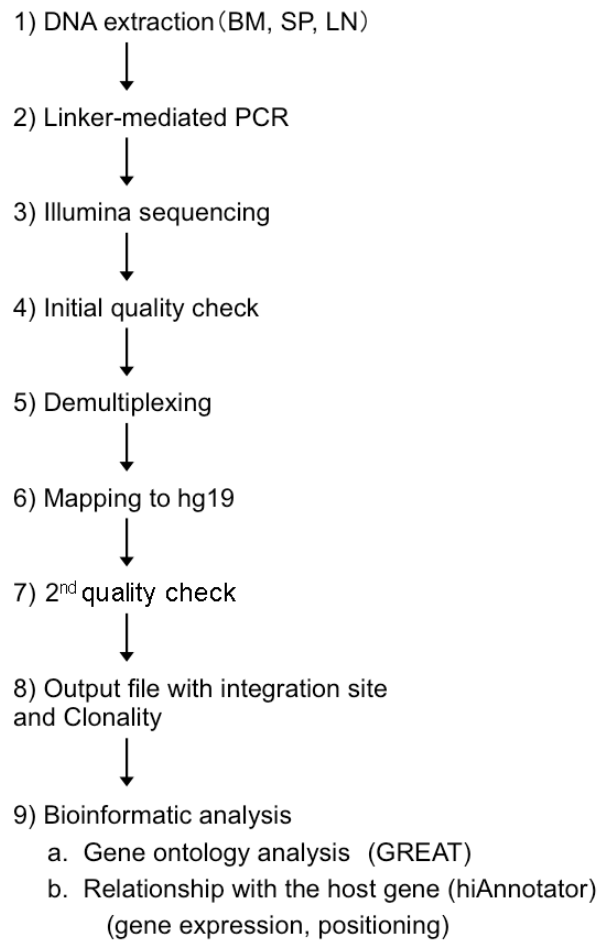 1) DNA extraction（BM, SP, LN）
2) Linker-mediated PCR
3) Illumina sequencing
4) Initial quality check
5) Demultiplexing
6) Mapping to hg19
7) 2nd quality check
8) Output file with integration site
and Clonality
9) Bioinformatic analysis
a. Gene ontology analysis (GREAT)
b. Relationship with the host gene (hiAnnotator)
(gene expression, positioning)